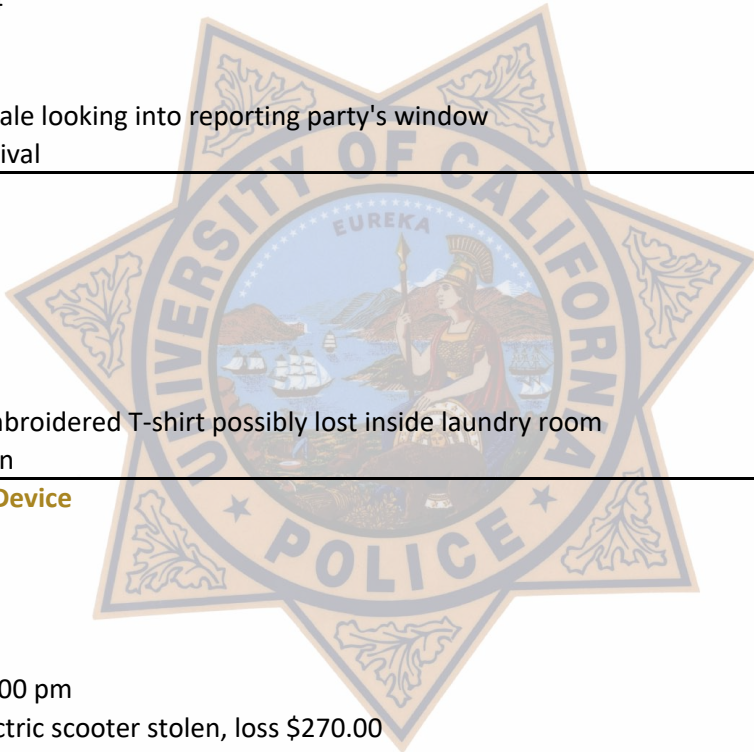 ale looking into reporting party's window
ival
UNIVERSITY OF CALIFORNIA
EUREKA
broidered T-shirt possibly lost inside laundry room
n
Device
POLICE
00 pm
ctric scooter stolen, loss $270.00